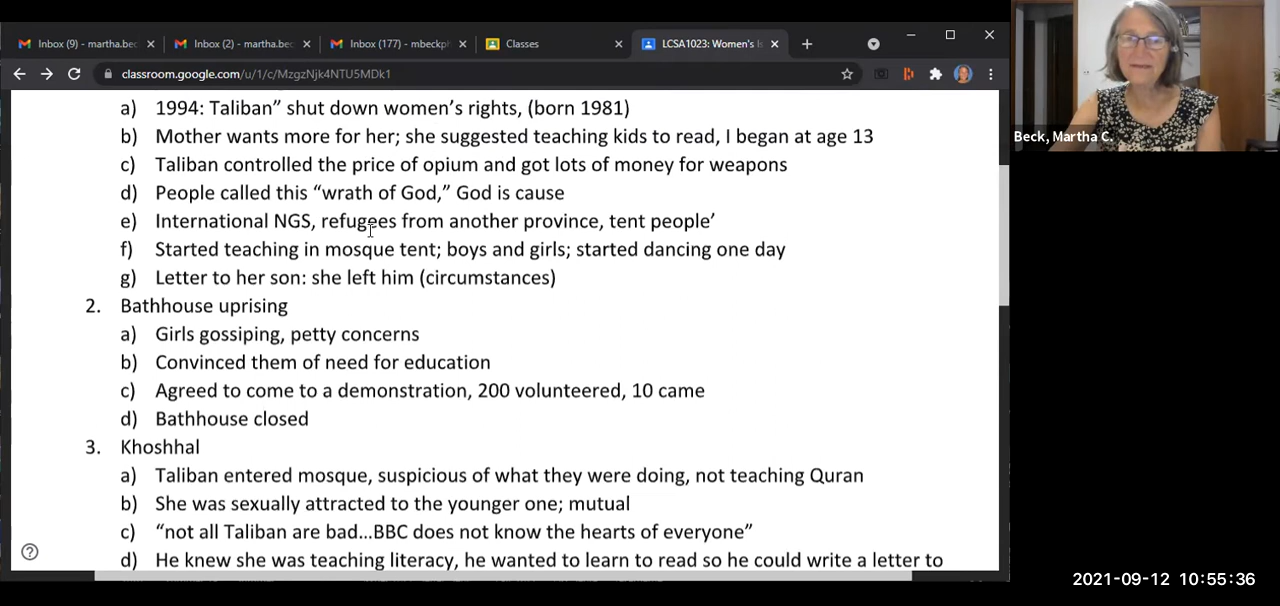 Inbox (9) - martha.bec
Inbox (2) - martha.bec
Inbox (177) - mbeckph
Classes
LCSA1023: Women's Is
classroom.google.com/u/1/c/MzgzNjk4NTU5MDk1
Beck, Martha C.
a) 1994: Taliban” shut down women’s rights, (born 1981)
b) Mother wants more for her; she suggested teaching kids to read, I began at age 13
c) Taliban controlled the price of opium and got lots of money for weapons
d) People called this “wrath of God,” God is cause
e) International NGS, refugees from another province, tent people’
f) Started teaching in mosque tent; boys and girls; started dancing one day
g) Letter to her son: she left him (circumstances)
2. Bathhouse uprising
a) Girls gossiping, petty concerns
b) Convinced them of need for education
c) Agreed to come to a demonstration, 200 volunteered, 10 came
d) Bathhouse closed
3. Khoshhal
a) Taliban entered mosque, suspicious of what they were doing, not teaching Quran
b) She was sexually attracted to the younger one; mutual
c) “not all Taliban are bad…BBC does not know the hearts of everyone”
d) He knew she was teaching literacy, he wanted to learn to read so he could write a letter to
2021-09-12 10:55:36